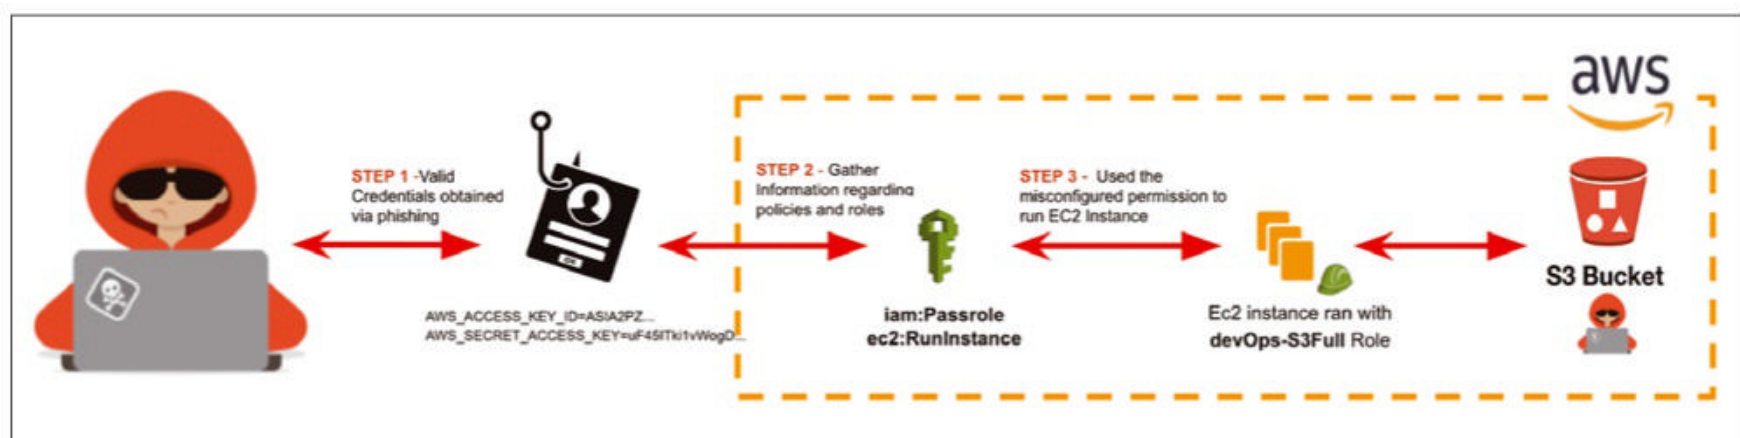 aws
STEP 1 -Valid
Credentials obtained
via phishing
OK
AWS_ACCESS_KEY_ID=ASIA2PZ...
AWS_SECRET_ACCESS_KEY=uF45ITki1vWogD...
STEP 2 - Gather
Information regarding
policies and roles
iam:Passrole
ec2:RunInstance
STEP 3 - Used the
misconfigured permission to
run EC2 Instance
Ec2 instance ran with
devOps-S3Full Role
S3 Bucket